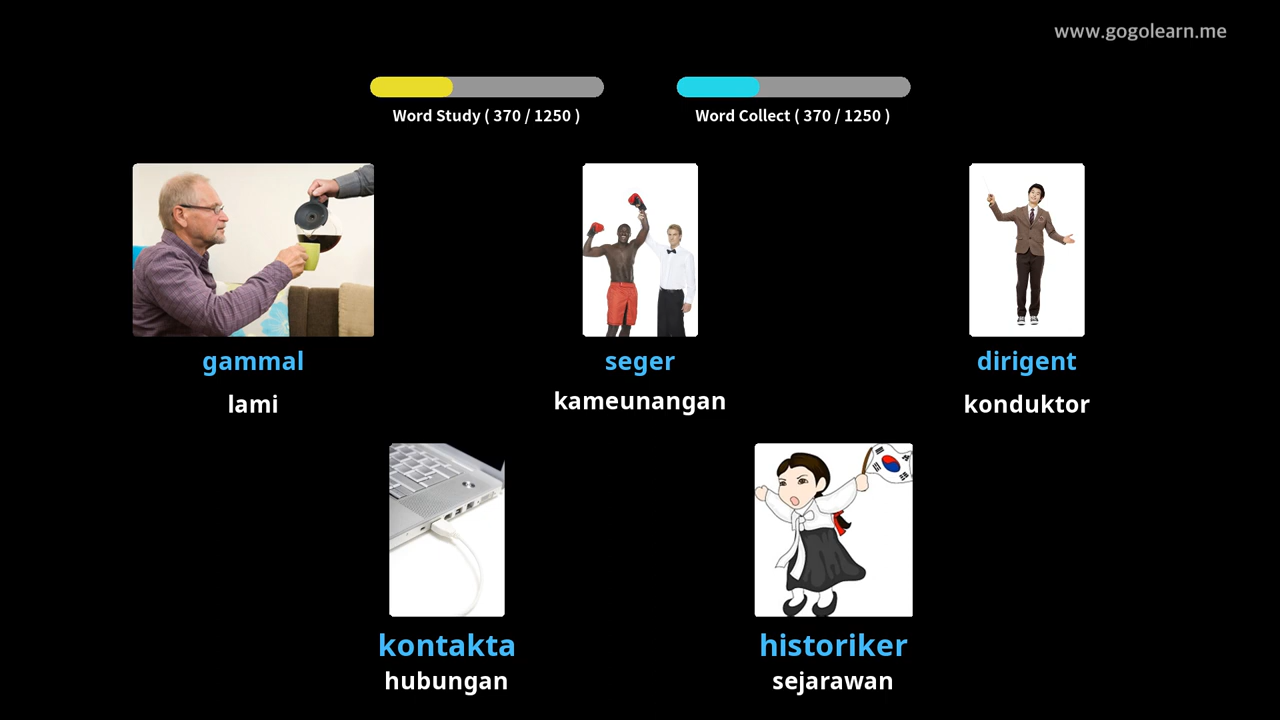 www.gogolearn.me
Word Study ( 370 / 1250 )
Word Collect ( 370 / 1250 )
gammal
seger
dirigent
lami
kameunangan
konduktor
kontakta
historiker
hubungan
sejarawan